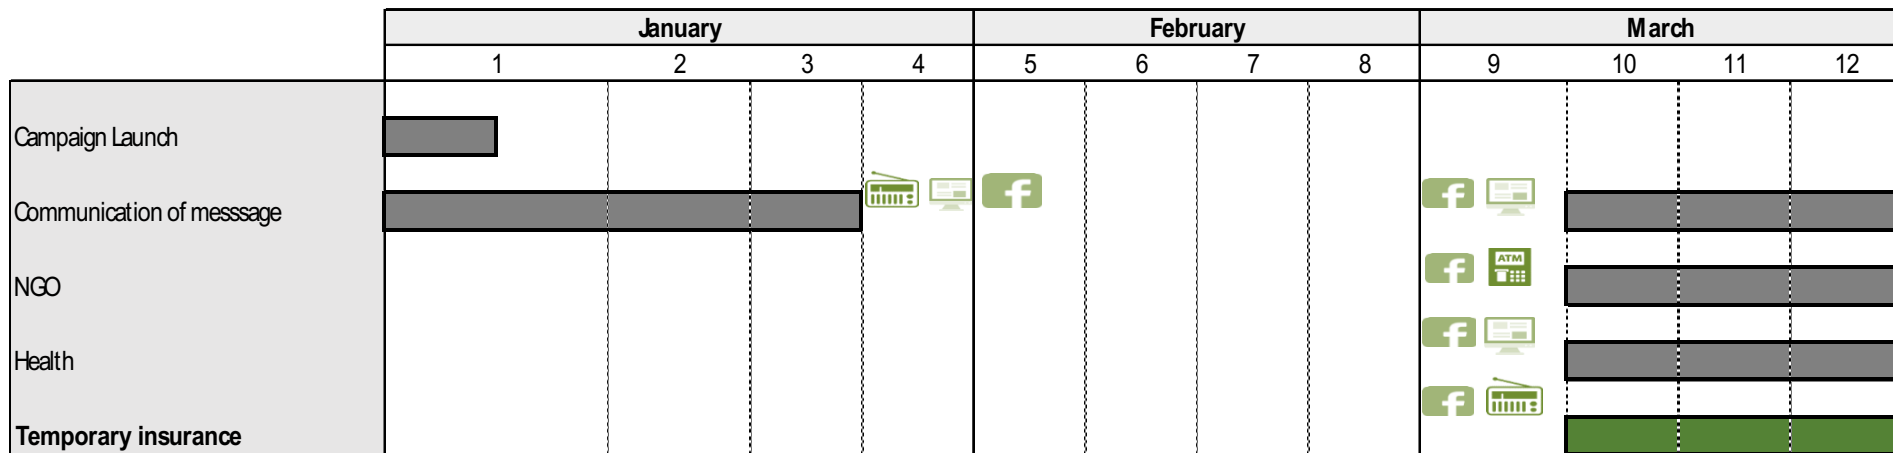 January February March
1 2 3 4 5 6 7 8 9 10 11 12
Campaign Launch
Communication of messsage
NGO
ATM
Health
Temporary insurance